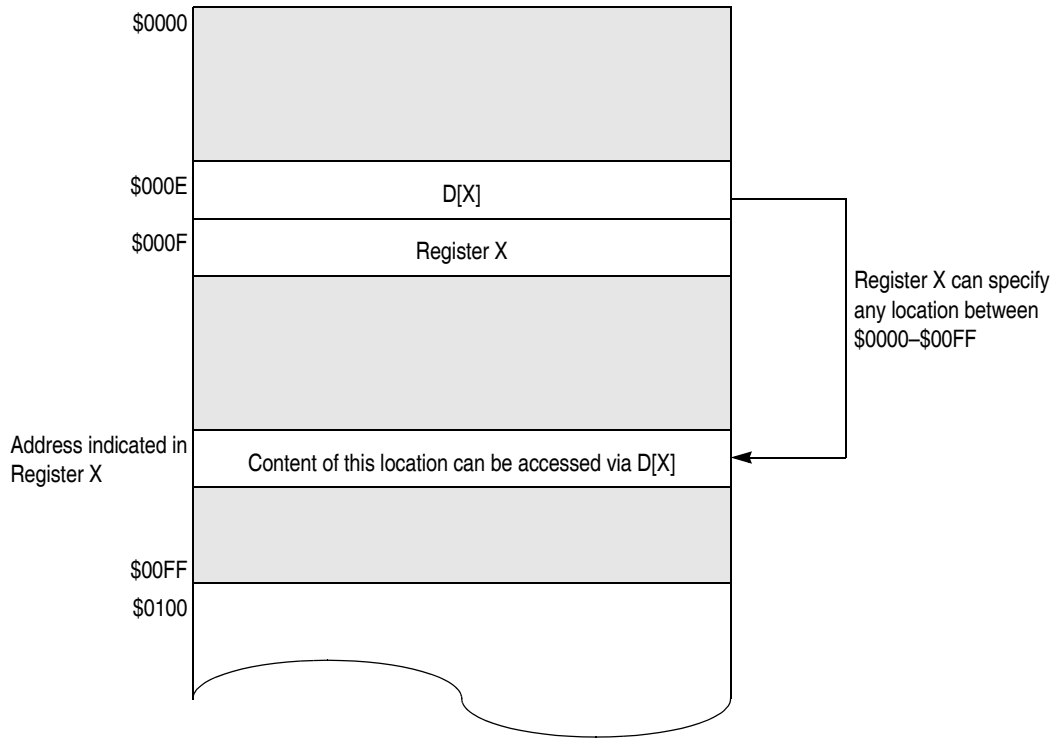 $0000
$000E
D[X]
$000F
Register X
Register X can specify
any location between
$0000–$00FF
Address indicated in
Register X
Content of this location can be accessed via D[X]
$00FF
$0100